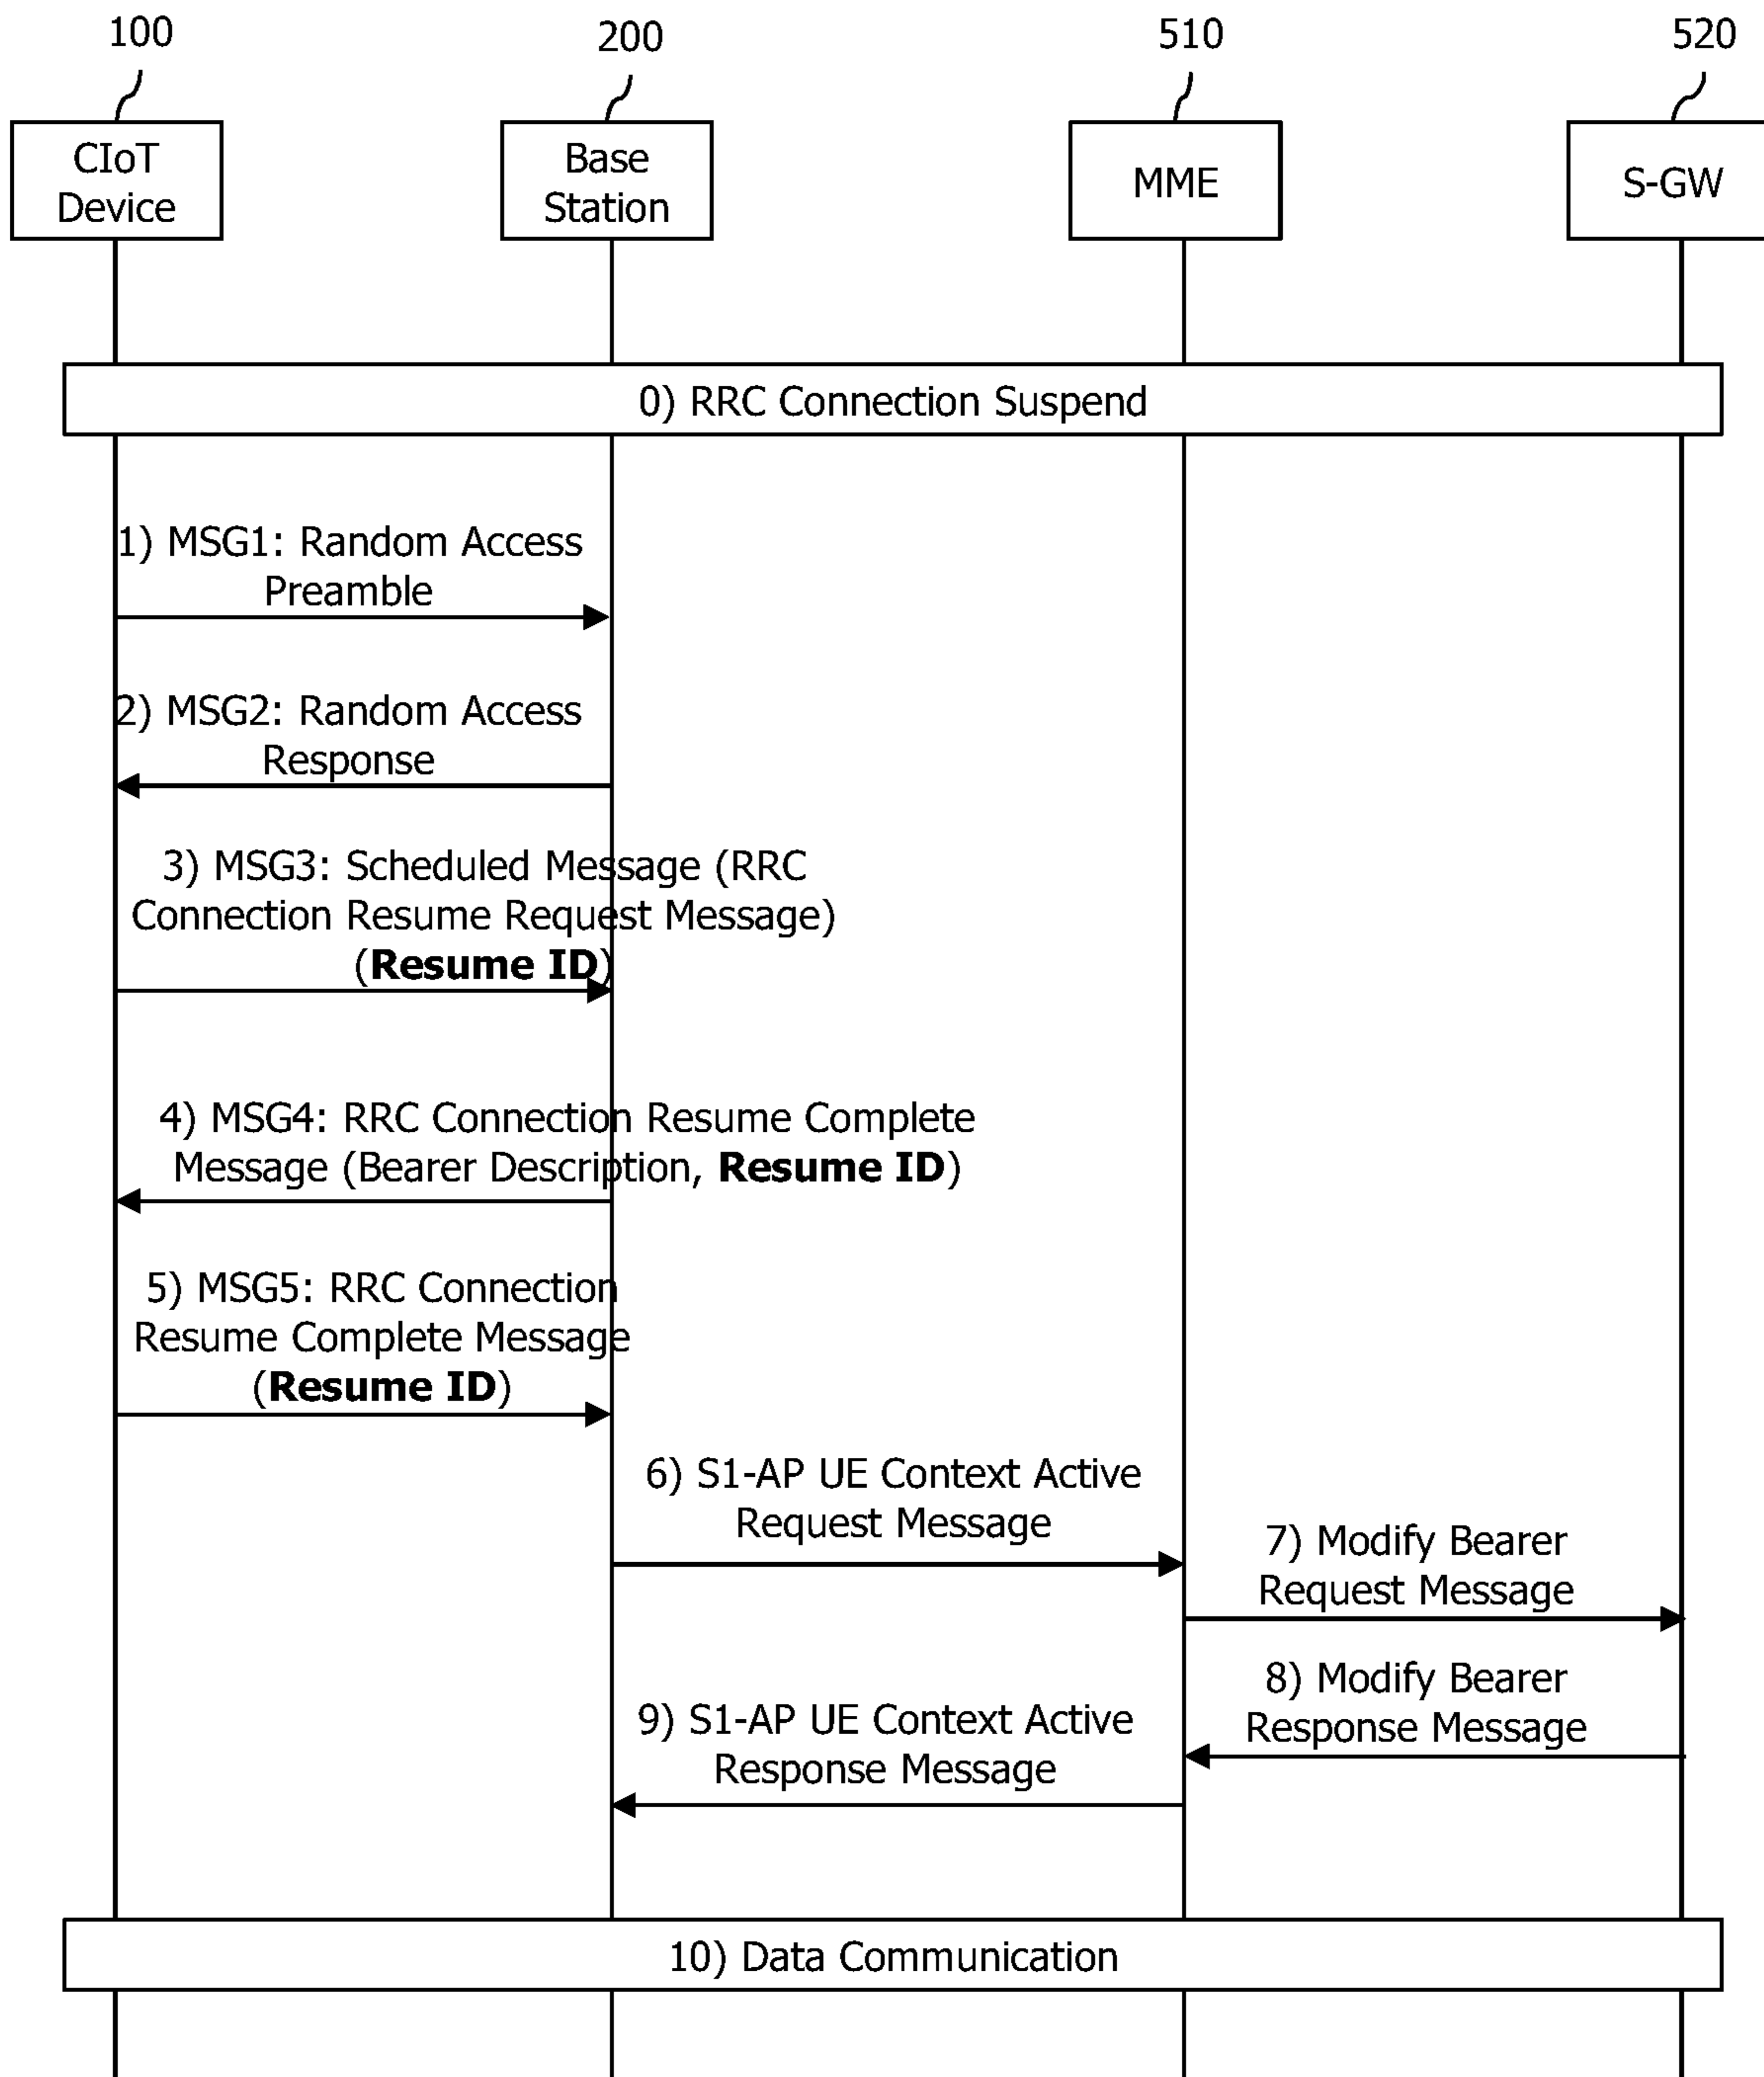 100
200
510
520
CIoT
Device
Base
Station
MME
S-GW
0) RRC Connection Suspend
1) MSG1: Random Access
Preamble
2) MSG2: Random Access
Response
3) MSG3: Scheduled Message (RRC
Connection Resume Request Message)
(Resume ID)
4) MSG4: RRC Connection Resume Complete
Message (Bearer Description, Resume ID)
5) MSG5: RRC Connection
Resume Complete Message
(Resume ID)
6) S1-AP UE Context Active
Request Message
7) Modify Bearer
Request Message
8) Modify Bearer
Response Message
9) S1-AP UE Context Active
Response Message
10) Data Communication